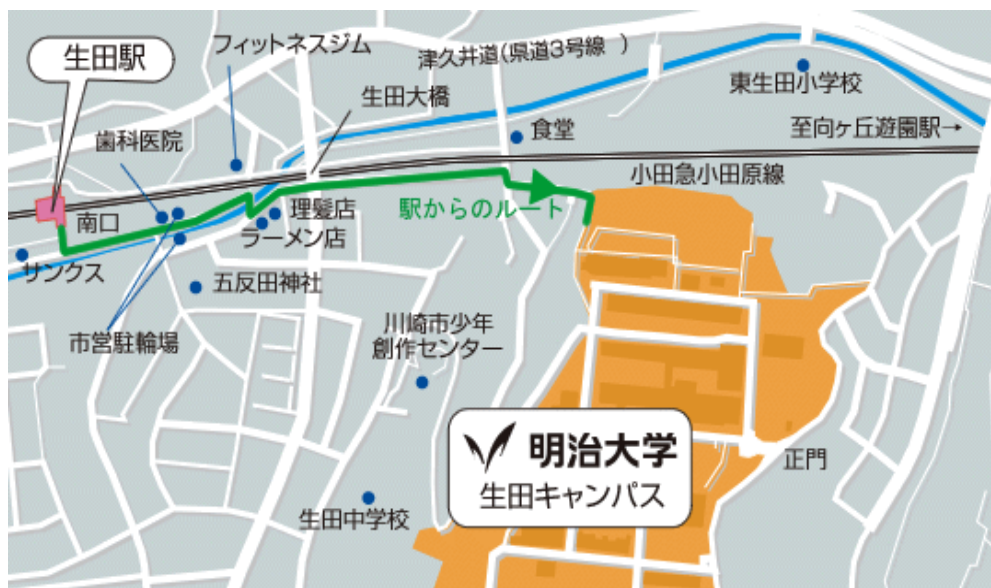 生田駅
フィットネスジム
津久井道(県道3号線 )
生田大橋
東生田小学校
歯科医院
食堂
至向ヶ丘遊園駅→
小田急小田原線
南口
理髪店
駅からのルート
ラーメン店
サンクス
五反田神社
市営駐輪場
川崎市少年
創作センター
明治大学
生田キャンパス
正門
生田中学校